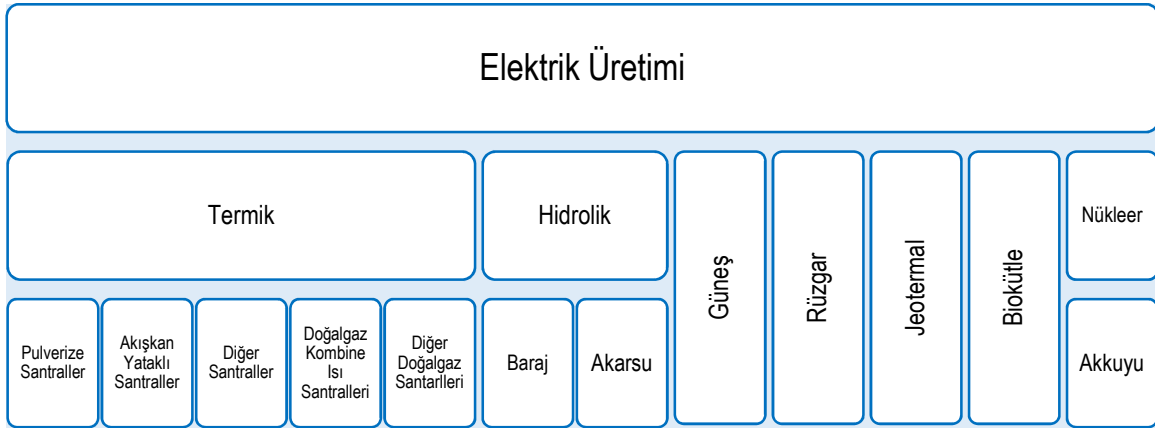 Elektrik Üretimi
Termik
Hidrolik
Güneş
Rüzgar
Jeotermal
Biokütle
Nükleer
Pulverize
Santraller
Akışkan
Yataklı
Santraller
Diğer
Santraller
Doğalgaz
Kombine
Isı
Santralleri
Diğer
Doğalgaz
Santarlleri
Baraj
Akarsu
Akkuyu